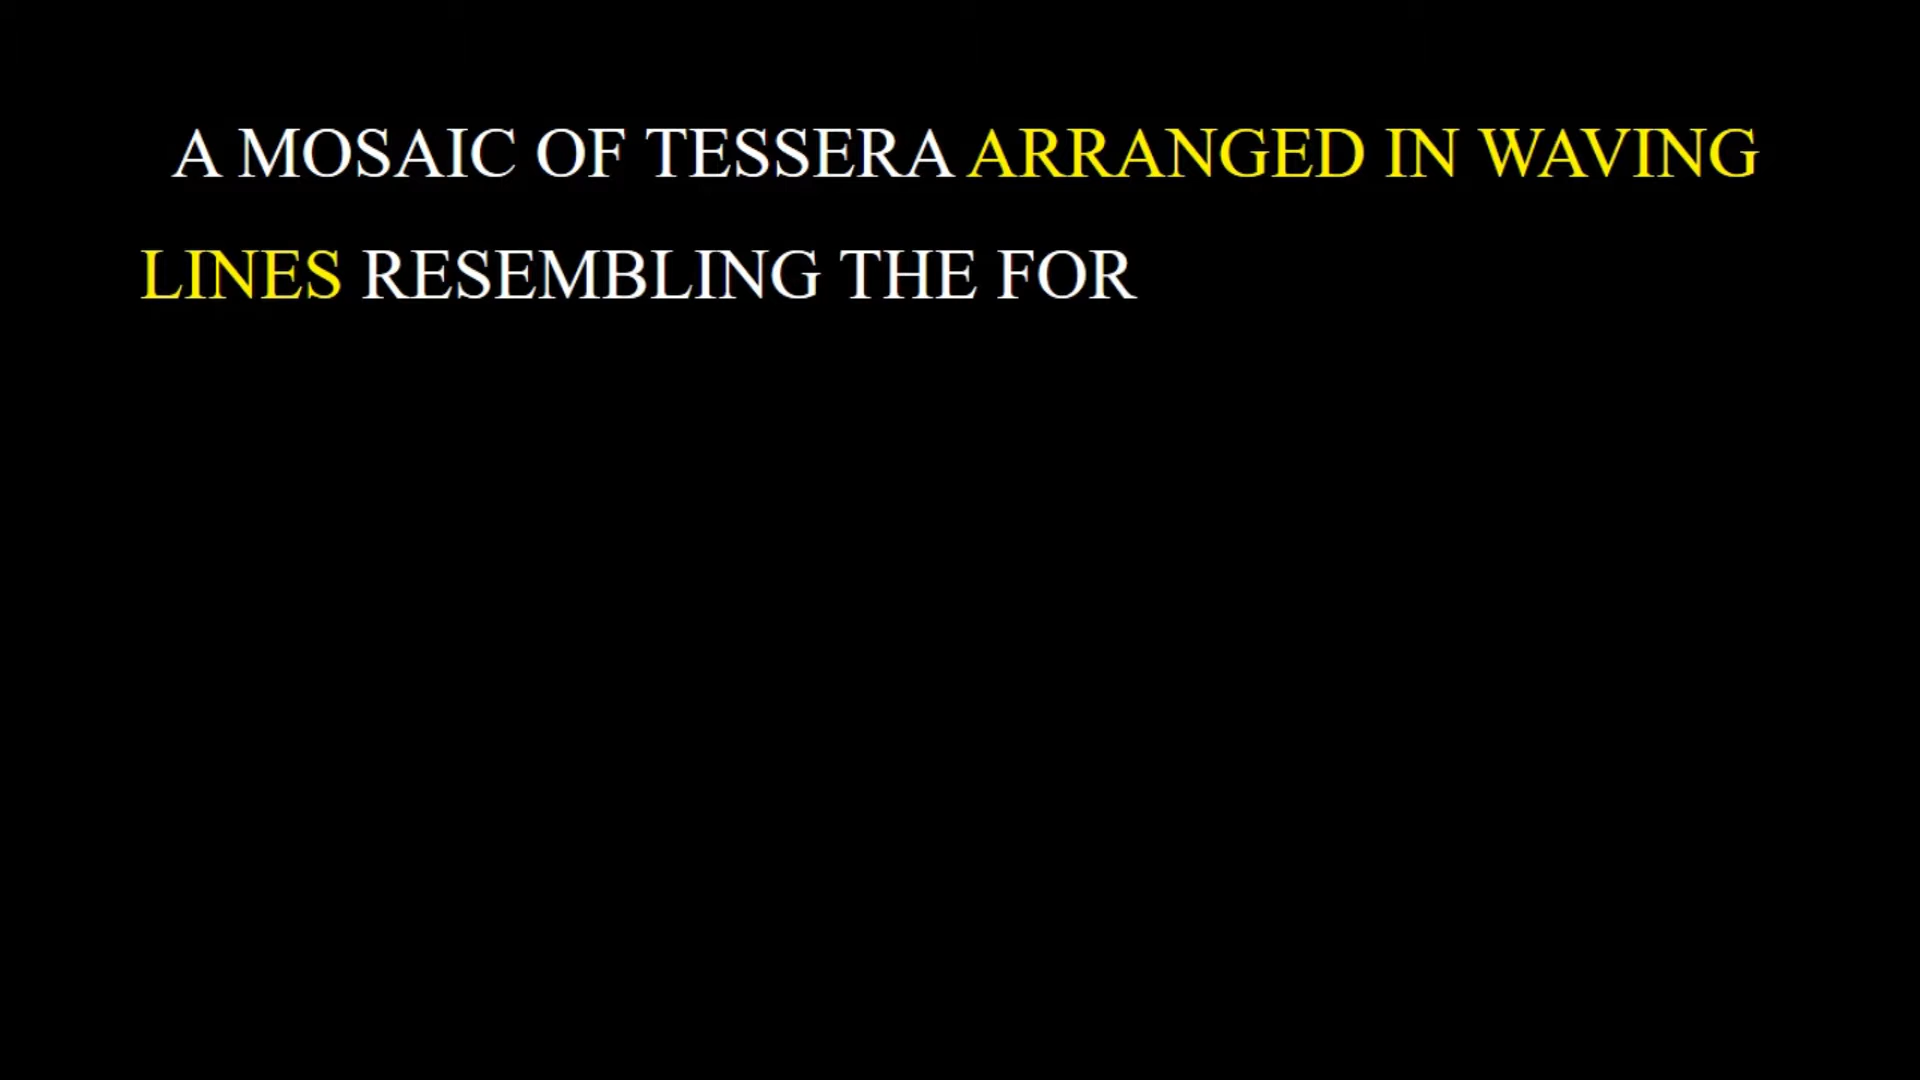 A MOSAIC OF TESSERA ARRANGED IN WAVING
LINES RESEMBLING THE FOR